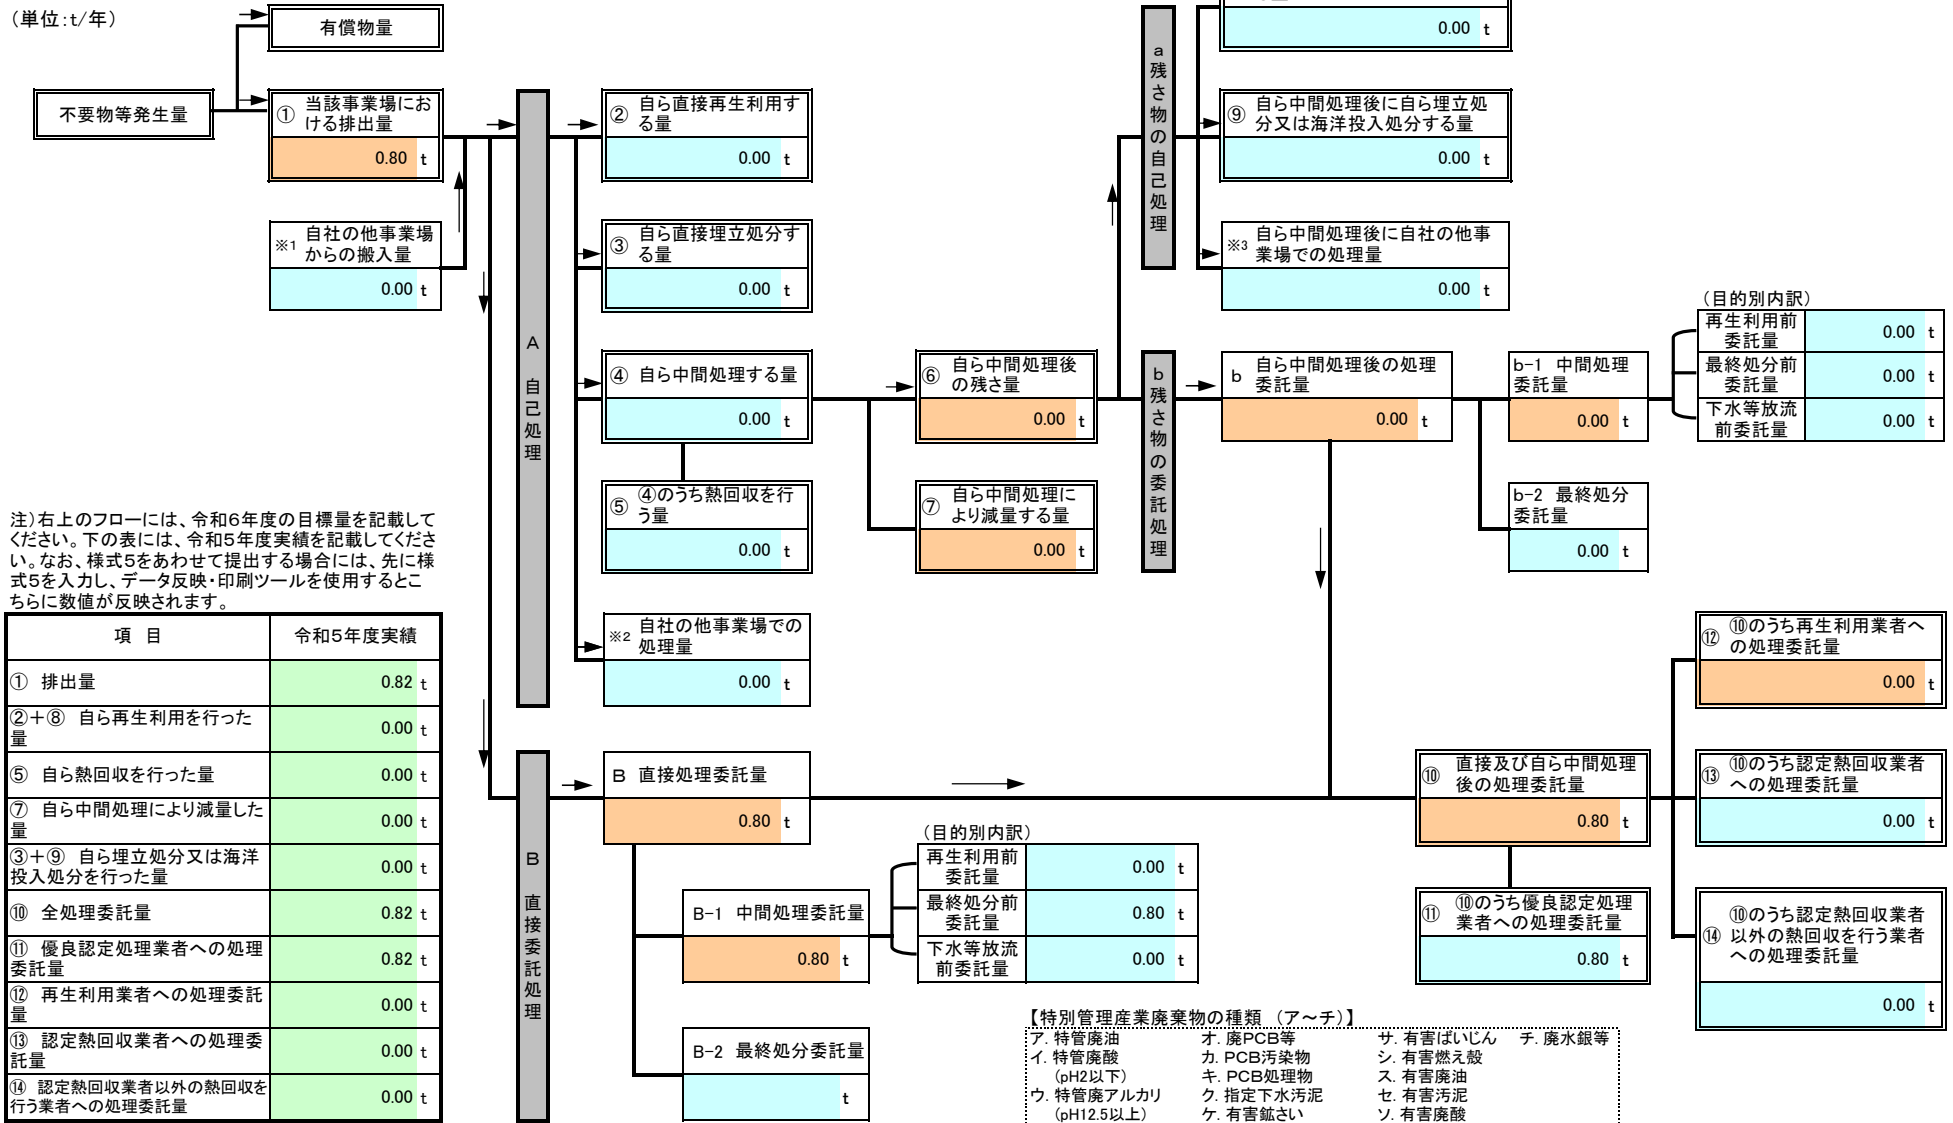 （単位：t/年）
有償物量
不要物等発生量
① 当該事業場にお
ける排出量
0.80 t
※1 自社の他事業場
からの搬入量
0.00 t
A 自己処理
② 自ら直接再生利用す
る量
0.00 t
③ 自ら直接埋立処分す
る量
0.00 t
④ 自ら中間処理する量
0.00 t
⑤ ④のうち熱回収を行
う量
0.00 t
※2 自社の他事業場での
処理量
0.00 t
⑥ 自ら中間処理後
の残さ量
0.00 t
⑦ 自ら中間処理に
より減量する量
0.00 t
a 残さ物の自己処理
0.00 t
⑨ 自ら中間処理後に自ら埋立処
分又は海洋投入処分する量
0.00 t
※3 自ら中間処理後に自社の他事
業場での処理量
0.00 t
b 残さ物の委託処理
b 自ら中間処理後の処理
委託量
0.00 t
b-1 中間処理
委託量
0.00 t
b-2 最終処分
委託量
0.00 t
（目的別内訳）
再生利用前
委託量
0.00 t
最終処分前
委託量
0.00 t
下水等放流
前委託量
0.00 t
注）右上のフローには、令和６年度の目標量を記載して
ください。下の表には、令和５年度実績を記載してくださ
い。なお、様式５をあわせて提出する場合には、先に様
式５を入力し、データ反映・印刷ツールを使用するとこ
ちらに数値が反映されます。
項　目 令和５年度実績
① 排出量 0.82 t
②＋⑧ 自ら再生利用を行った
量 0.00 t
⑤ 自ら熱回収を行った量 0.00 t
⑦ 自ら中間処理により減量した
量 0.00 t
③＋⑨ 自ら埋立処分又は海洋
投入処分を行った量 0.00 t
⑩ 全処理委託量 0.82 t
⑪ 優良認定処理業者への処理
委託量 0.82 t
⑫ 再生利用業者への処理委託
量 0.00 t
⑬ 認定熱回収業者への処理委
託量 0.00 t
⑭ 認定熱回収業者以外の熱回収を
行う業者への処理委託量 0.00 t
B 直接委託処理
B 直接処理委託量
0.80 t
B-1 中間処理委託量
0.80 t
B-2 最終処分委託量
t
（目的別内訳）
再生利用前
委託量
0.00 t
最終処分前
委託量
0.80 t
下水等放流
前委託量
0.00 t
⑩ 直接及び自ら中間処理
後の処理委託量
0.80 t
⑪ ⑩のうち優良認定処理
業者への処理委託量
0.80 t
⑫ ⑩のうち再生利用業者へ
の処理委託量
0.00 t
⑬ ⑩のうち認定熱回収業者
への処理委託量
0.00 t
⑭ ⑩のうち認定熱回収業者
以外の熱回収を行う業者
への処理委託量
0.00 t
【特別管理産業廃棄物の種類 （ア～チ）】
ア. 特管廃油 オ. 廃PCB等 サ. 有害ばいじん チ. 廃水銀等
イ. 特管廃酸 カ. PCB汚染物 シ. 有害燃え殻
（pH2以下） キ. PCB処理物 ス. 有害廃油
ウ. 特管廃アルカリ ク. 指定下水汚泥 セ. 有害汚泥
（pH12.5以上） ケ. 有害鉱さい ソ. 有害廃酸